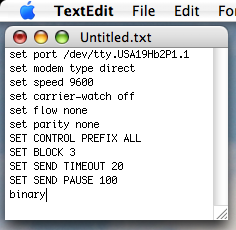 TextEdit File Edit Fo
Untitled.txt
set port /dev/tty.USA19Hb2P1.1
set modem type direct
set speed 9600
set carrier-watch off
set flow none
set parity none
SET CONTROL PREFIX ALL
SET BLOCK 3
SET SEND TIMEOUT 20
SET SEND PAUSE 100
binary